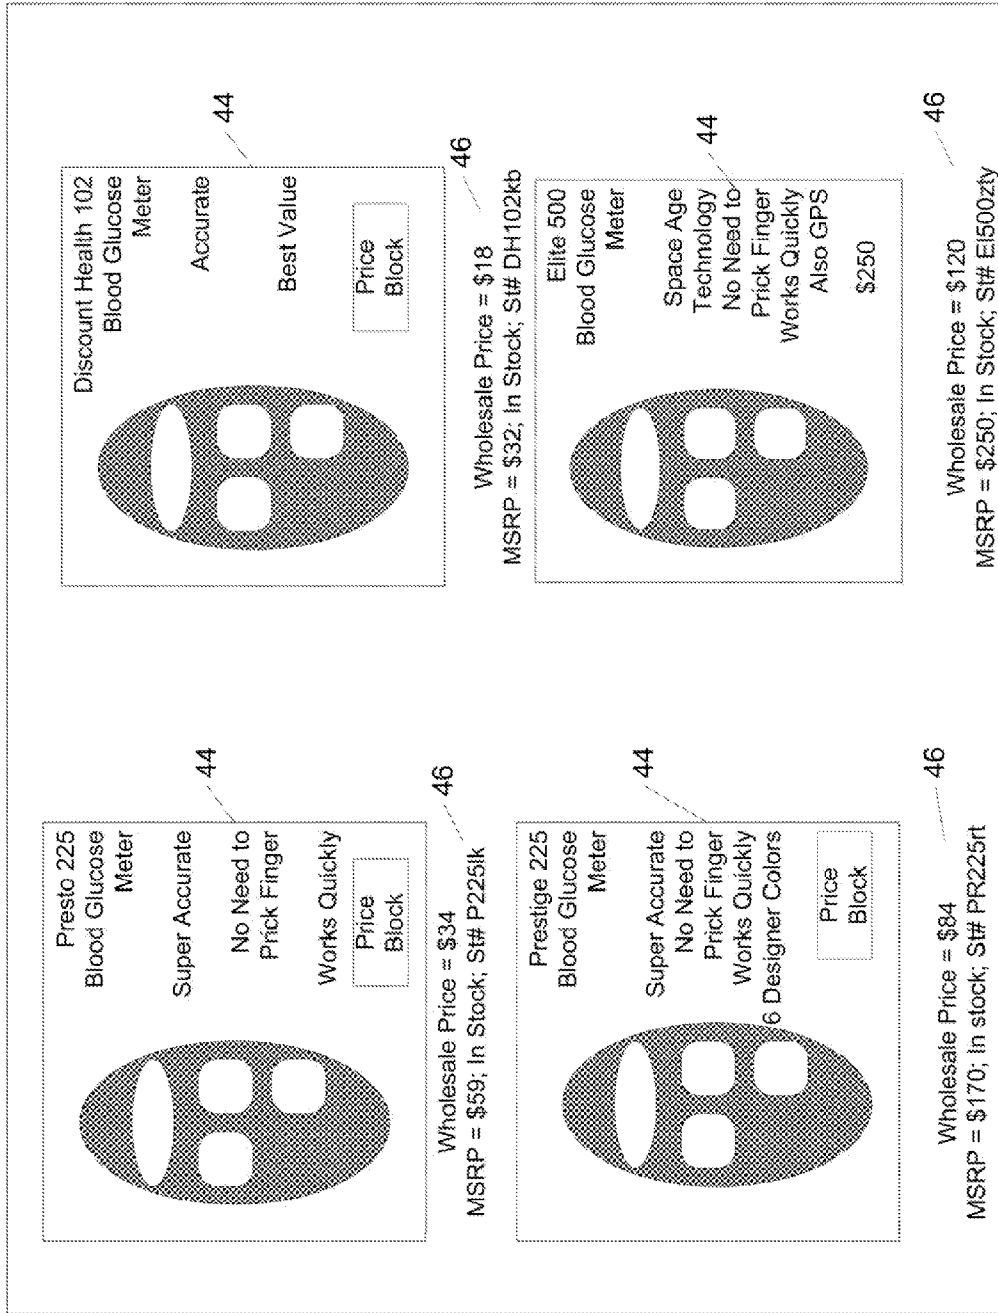 Presto 225
Blood Glucose
Meter
Super Accurate
No Need to
Prick Finger
Works Quickly
Price
Block
44
46
Wholesale Price = $34
MSRP = $59; In Stock; St# P225lk
Discount Health 102
Blood Glucose
Meter
Accurate
Best Value
Price
Block
44
46
Wholesale Price = $18
MSRP = $32; In Stock; St# DH102kb
Prestige 225
Blood Glucose
Meter
Super Accurate
No Need to
Prick Finger
Works Quickly
6 Designer Colors
Price
Block
44
46
Wholesale Price = $84
MSRP = $170; In stock; St# PR225rt
Elite 500
Blood Glucose
Meter
Space Age
Technology
No Need to
Prick Finger
Works Quickly
Also GPS
$250
44
46
Wholesale Price = $120
MSRP = $250; In Stock; St# El500zty